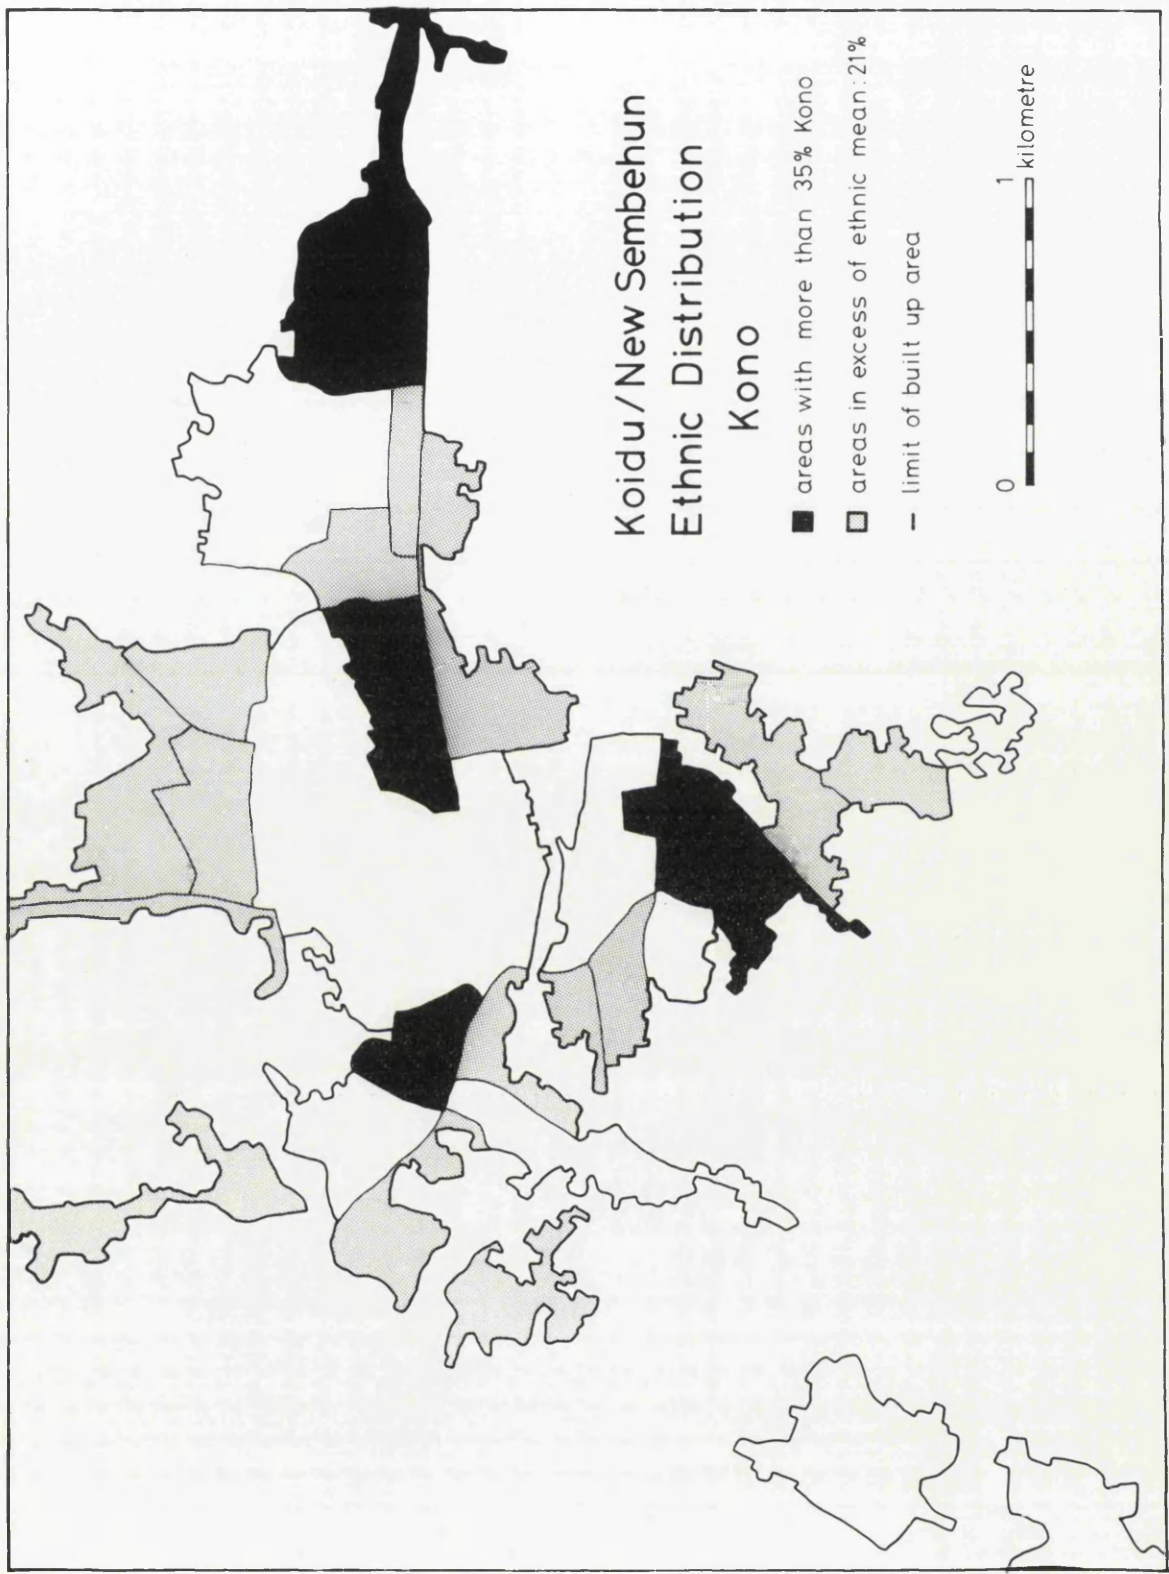 Koidu/New Sembehun
Ethnic Distribution
Kono
areas with more than 35% Kono
areas in excess of ethnic mean: 21%
limit of built up area
0 1
kilometre